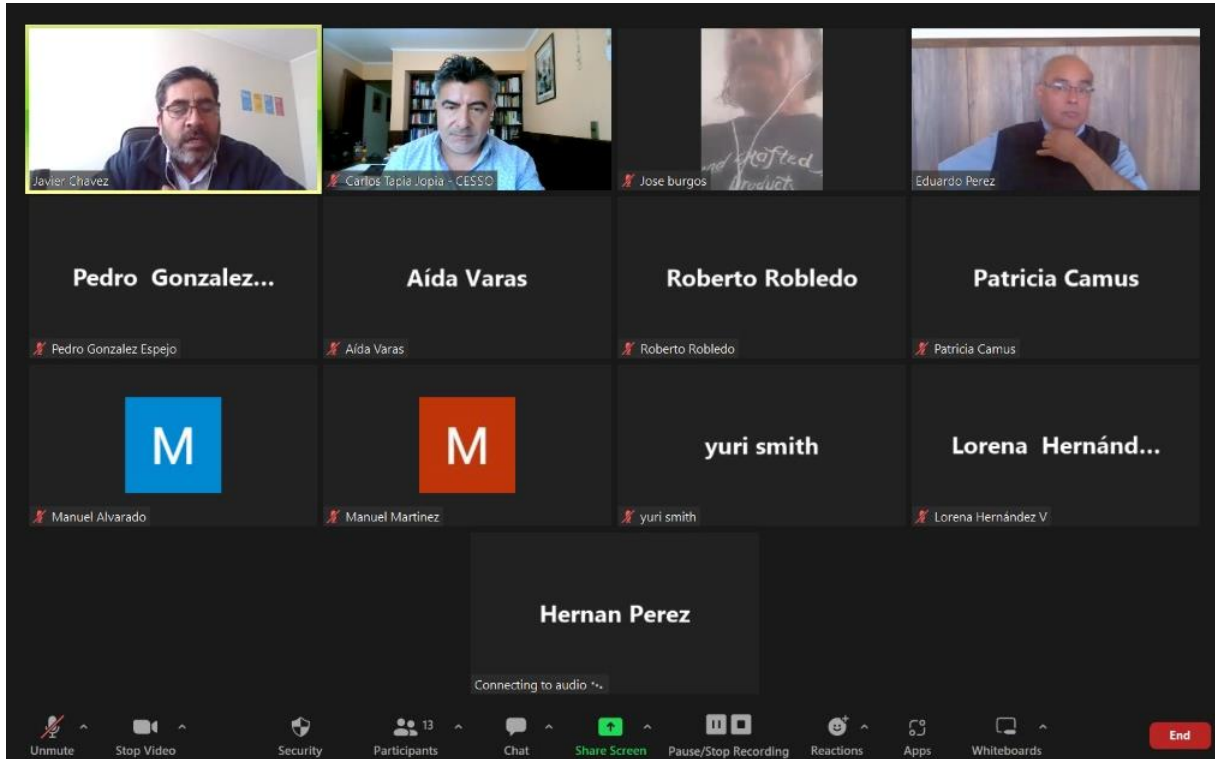 Javier Chavez
Carlos Tapia Jopia - CESSO
and crafted
Product
Jose burgos
Eduardo Perez
Pedro Gonzalez...
Aída Varas
Roberto Robledo
Patricia Camus
Pedro Gonzalez Espejo
Aída Varas
Roberto Robledo
Patricia Camus
M
M
yuri smith
Lorena Hernánd...
Manuel Alvarado
Manuel Martinez
yuri smith
Lorena Hernández V
Hernan Perez
Connecting to audio
13
Unmute
Stop Video
Security
Participants
Chat
Share Screen
Pause/Stop Recording
Reactions
Apps
Whiteboards
End